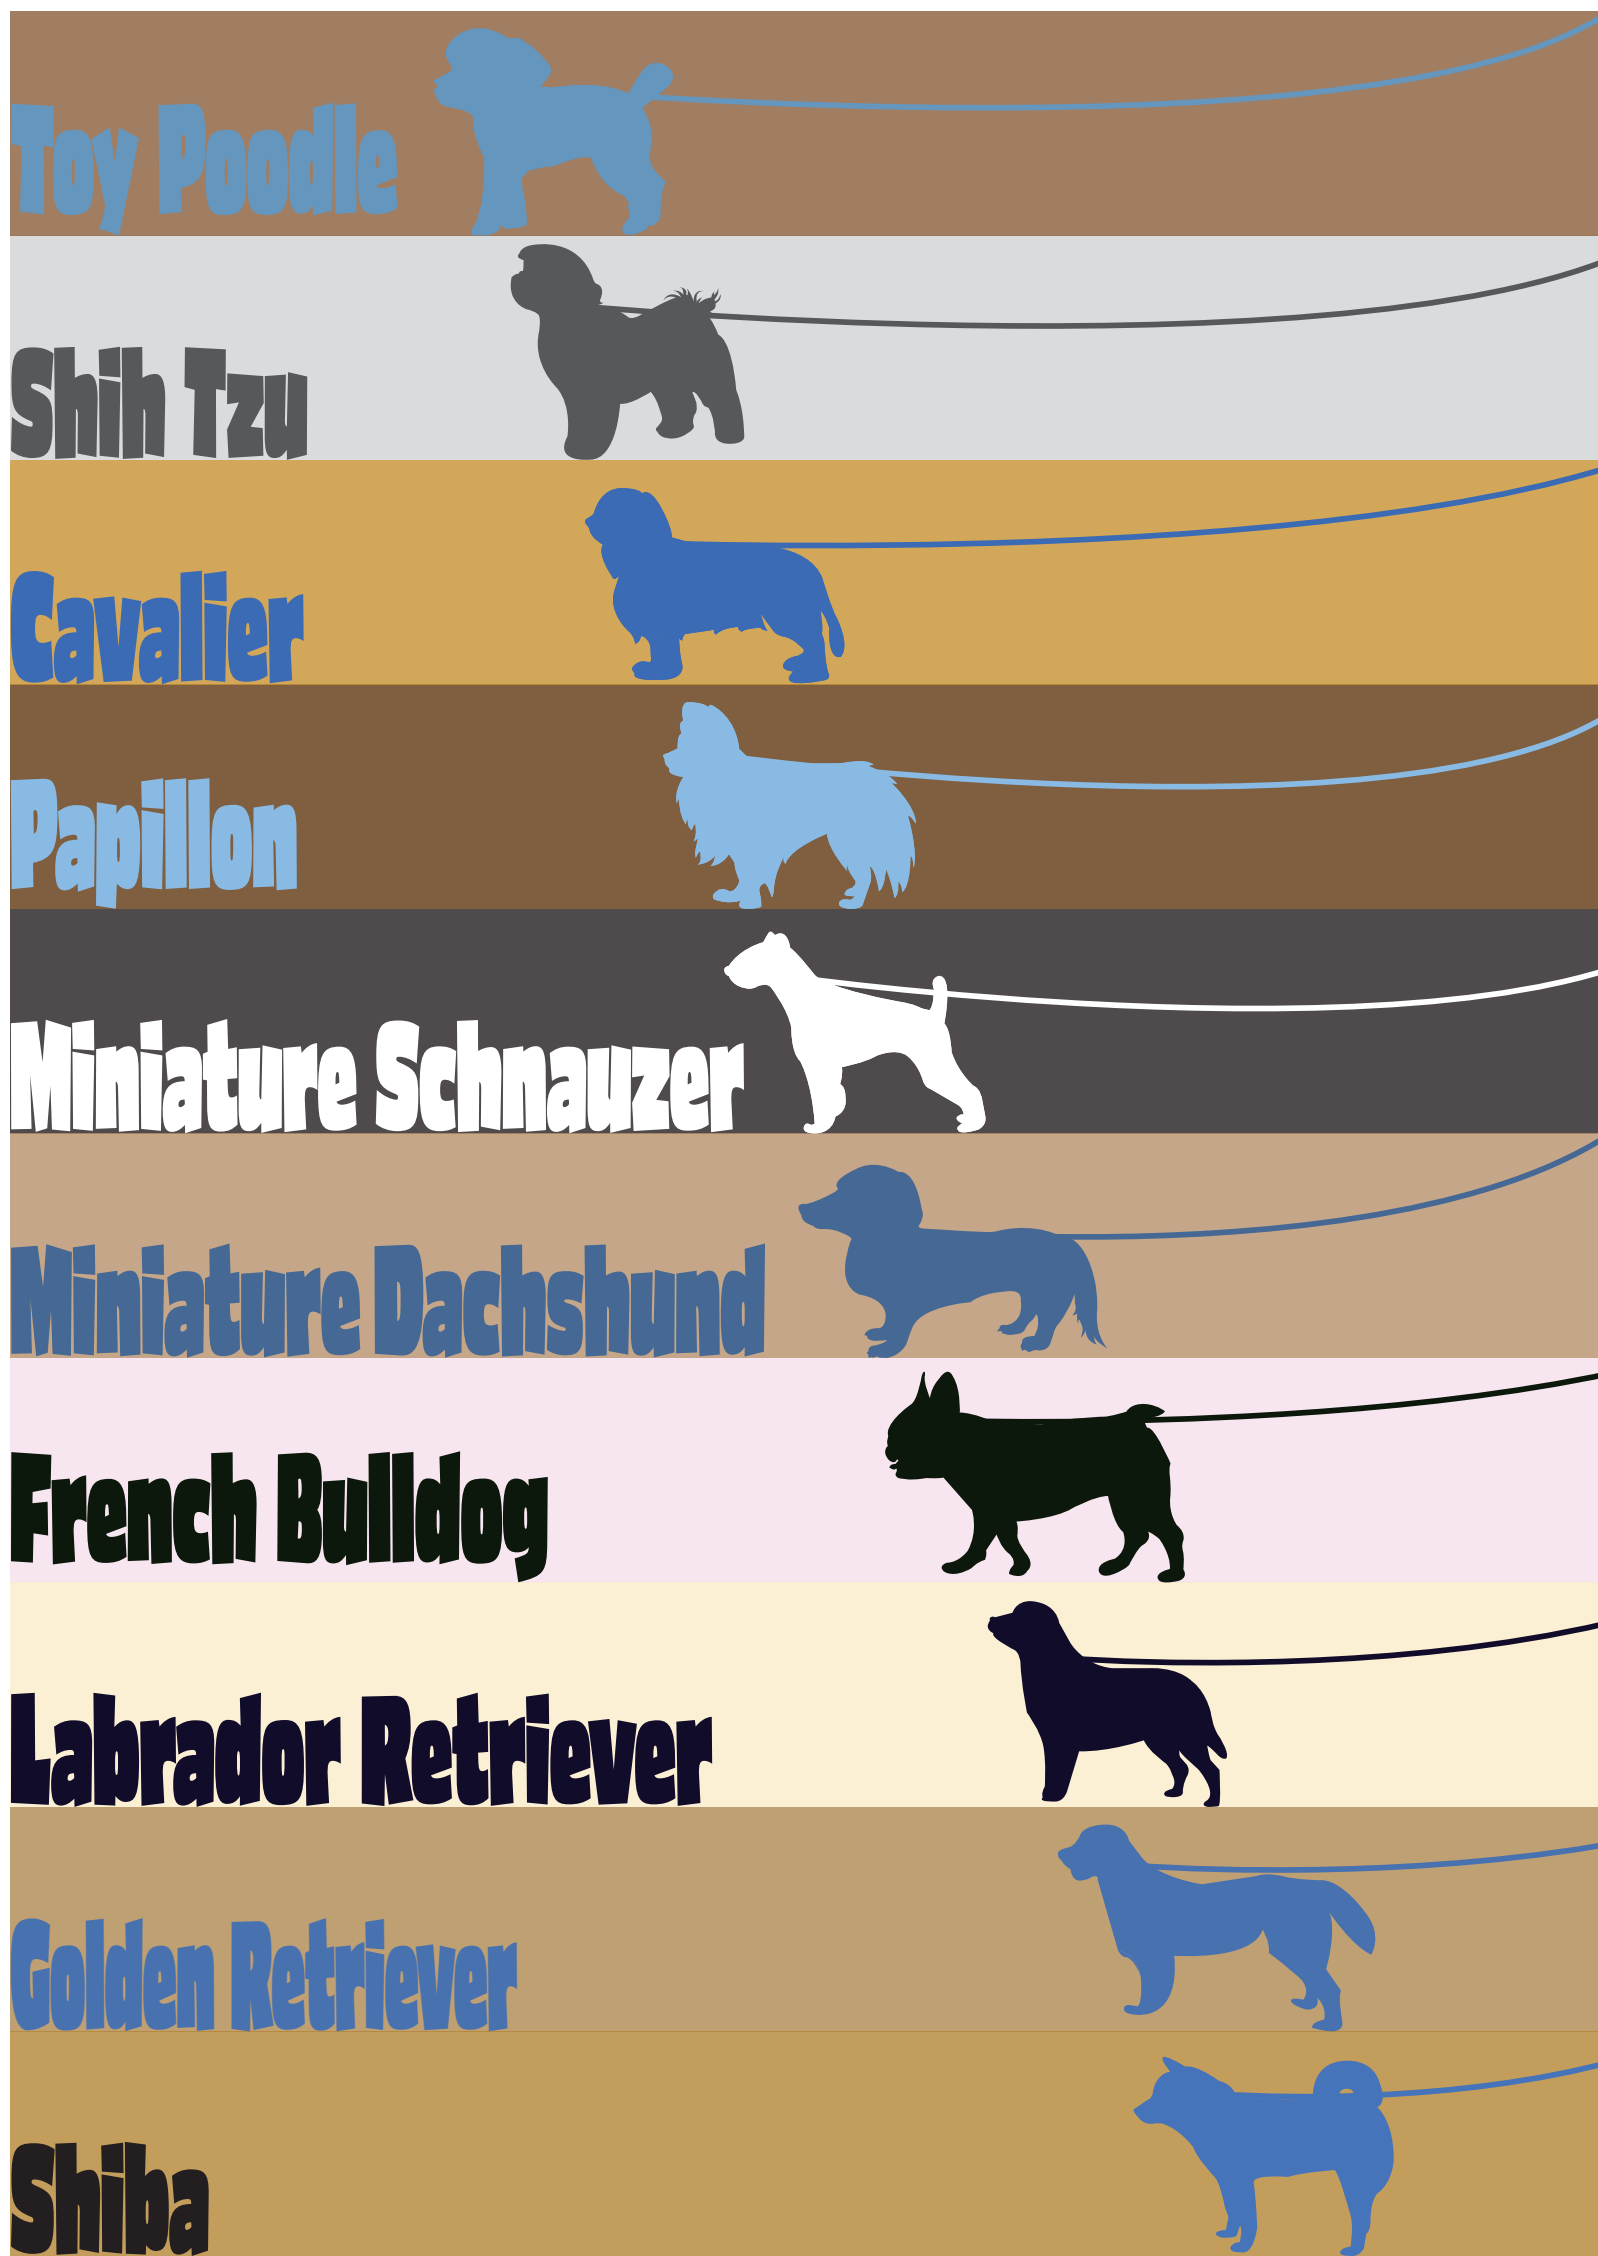 Toy Poodle
Shih Tzu
Cavalier
Papillon
Miniature Schnauzer
Miniature Dachshund
French Bulldog
Labrador Retriever
Golden Retriever
Shiba